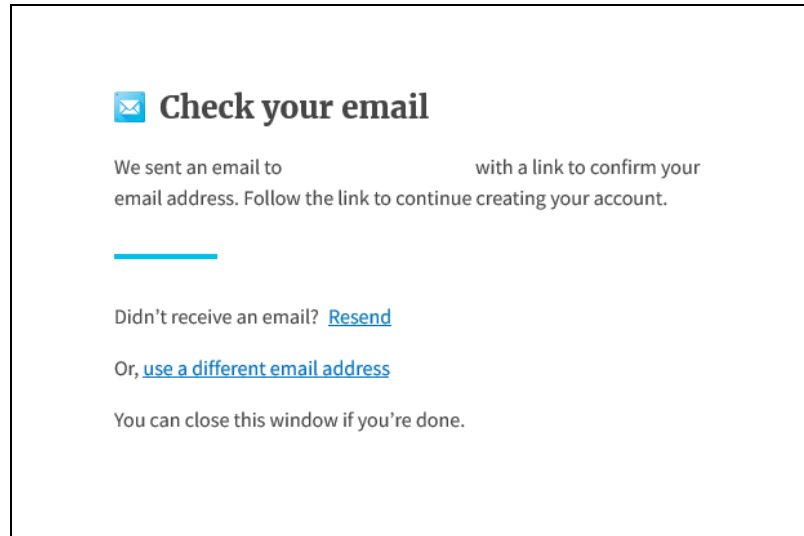 Check your email
We sent an email to with a link to confirm your
email address. Follow the link to continue creating your account.
Didn’t receive an email? Resend
Or, use a different email address
You can close this window if you’re done.